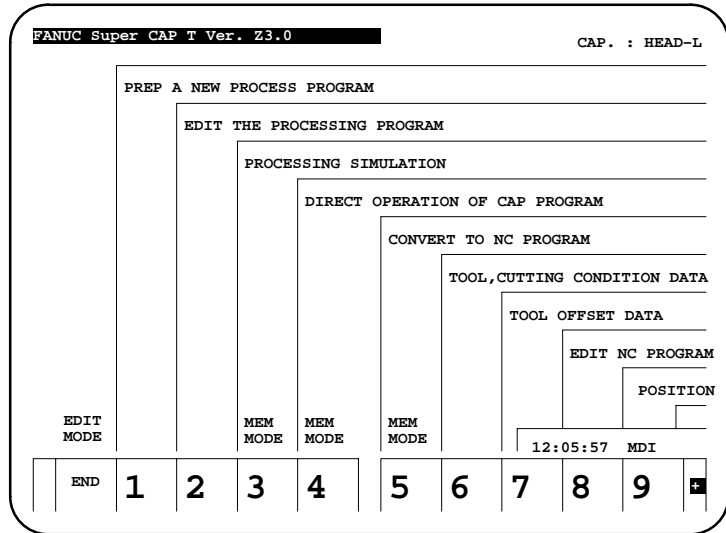 FANUC Super CAP T Ver. Z3.0
CAP. : HEAD-L
PREP A NEW PROCESS PROGRAM
EDIT THE PROCESSING PROGRAM
PROCESSING SIMULATION
DIRECT OPERATION OF CAP PROGRAM
CONVERT TO NC PROGRAM
TOOL,CUTTING CONDITION DATA
TOOL OFFSET DATA
EDIT NC PROGRAM
POSITION
EDIT MEM MEM MEM
MODE MODE MODE MODE
12:05:57 MDI
END 1 2 3 4 5 6 7 8 9 +